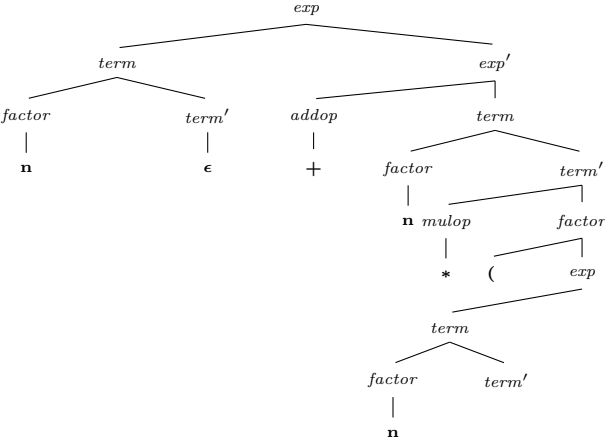 exp
term exp′
factor term′ addop term
n ϵ + factor term′
n mulop factor
* ( exp
term
factor term′
n